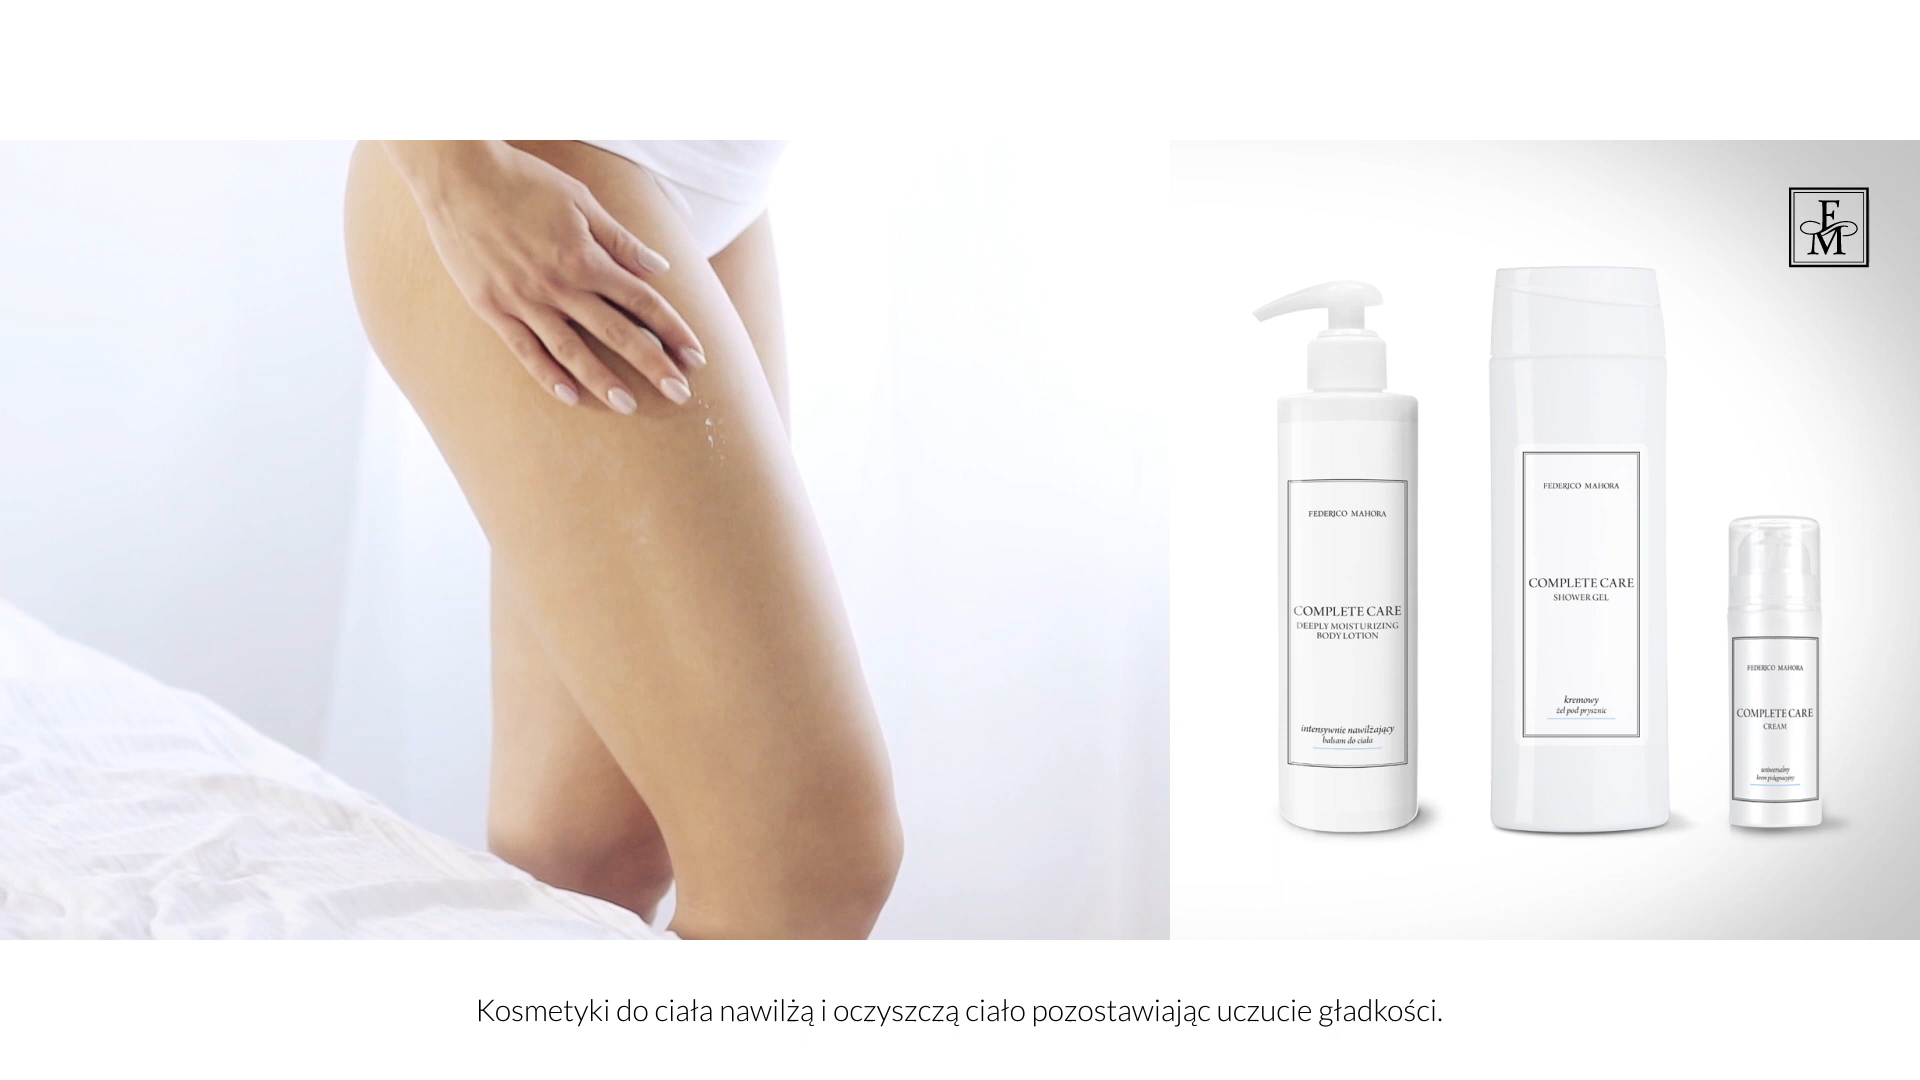 FM
FEDERICO MAHORA
COMPLETE CARE
DEEPLY MOISTURIZING
BODY LOTION
intensywnie nawilżający
balsam do ciała
FEDERICO MAHORA
COMPLETE CARE
SHOWER GEL
kremowy
żel pod prysznic
FEDERICO MAHORA
COMPLETE CARE
CREAM
uniwersalny
krem pielęgnacyjny
Kosmetyki do ciała nawilżą i oczyszczą ciało pozostawiając uczucie gładkości.